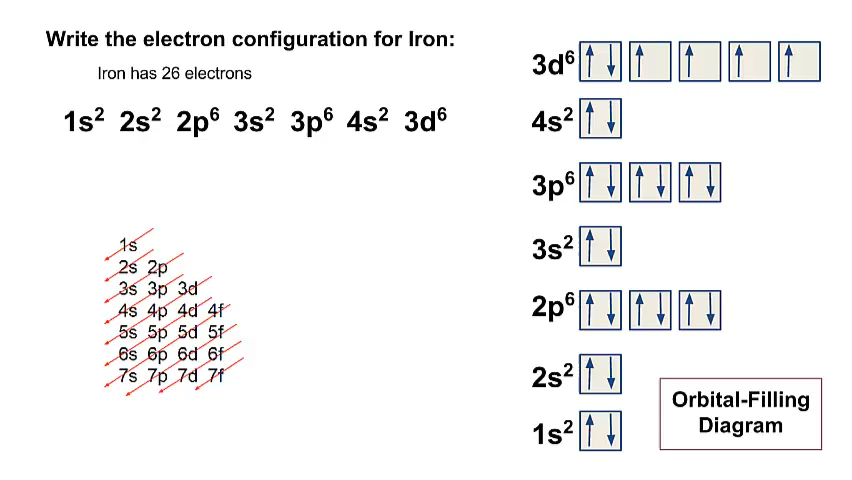 Write the electron configuration for Iron:
Iron has 26 electrons
1s² 2s² 2p⁶ 3s² 3p⁶ 4s² 3d⁶
1s
2s 2p
3s 3p 3d
4s 4p 4d 4f
5s 5p 5d 5f
6s 6p 6d 6f
7s 7p 7d 7f
3d⁶
4s²
3p⁶
3s²
2p⁶
2s²
1s²
Orbital-Filling
Diagram